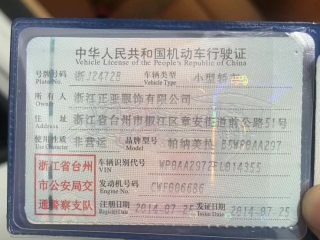 中华人民共和国机动车行驶证
Vehicle License of the People's Republic of China
号牌号码 浙J24728 车辆类型 小型轿车
Plate No. Vehicle Type
所有人 浙江正亚服饰有限公司
Owner
住址 浙江省台州市椒江区章安街道前公路51号
Address
使用性质 非营运 品牌型号
Model
浙江省台州
市公安局交
通警察支队
车辆识别代号
VIN
发动机号码
Engine No.
注册日期 2014-07-25 发证日期 2014-07-25
Register Date Issue Date